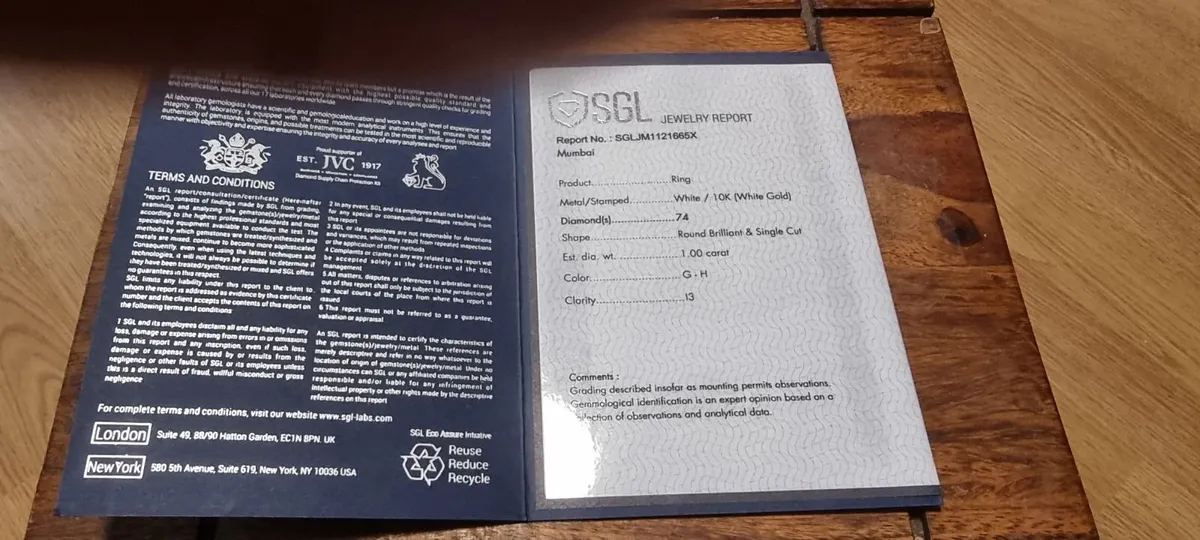 and certification, across all our 17 laboratories worldwide
All laboratory gemologists have a scientific and gemologicaleducation and work on a high level of experience and
integrity. The laboratory is equipped with the most modern analytical instruments. This ensures that the
authenticity of gemstones, origins, and possible treatments can be tested in the most scientific and reproducible
manner with objectivity and expertise ensuring the integrity and accuracy of every analyses and report
Proud supporter of
EST. JVC 1917
Diamond Supply Chain Protection Kit
TERMS AND CONDITIONS
An SGL report/consultation/certificate (Hereinafter
"report"), consists of findings made by SGL from grading,
examining and analyzing the gemstone(s)/jewelry/metal
according to the highest professional standards and most
specialized equipment available to conduct the test. The
methods by which gemstones are treated/synthesized and
metals are mixed, continue to become more sophisticated
Consequently, even when using the latest techniques and
technologies, it will not always be possible to determine if
they have been treated/synthesized or mixed and SGL offers
no guarantees in this respect.
SGL limits any liability under this report to the client to
whom the report is addressed as evidence by this certificate
number and the client accepts the contents of this report on
the following terms and conditions
1 SGL and its employees disclaim all and any liability for any
loss, damage or expense arising from errors in or omissions
from this report and any inscription, even if such loss,
damage or expense is caused by or results from the
negligence or other faults of SGL or its employees unless
this is a direct result of fraud, willful misconduct or gross
negligence
2 In any event, SGL and its employees shall not be held liable
for any special or consequential damages resulting from
this report
3 SGL or its appointees are not responsible for deviations
and variances, which may result from repeated inspections
or the application of other methods
4 Complaints or claims in any way related to this report will
be accepted solely at the discretion of the SGL
management
5 All matters, disputes or references to arbitration arising
out of this report shall only be subject to the jurisdiction of
the local courts of the place from where this report is
issued
6 This report must not be referred to as a guarantee,
valuation or appraisal
An SGL report is intended to certify the characteristics of
the gemstone(s)/jewelry/metal These references are
merely descriptive and refer in no way whatsoever to the
location of origin of gemstone(s)/jewelry/metal Under no
circumstances can SGL or any affiliated companies be held
responsible and/or liable for any infringement of
intellectual property or other rights made by the descriptive
references on this report
For complete terms and conditions, visit our website www.sgl-labs.com
London Suite 49, 88/90 Hatton Garden, EC1N 8PN. UK
New York 580 5th Avenue, Suite 619, New York, NY 10036 USA
SGL Eco Assure Initiative
Reuse
Reduce
Recycle
SGL JEWELRY REPORT
Report No. : SGLJM1121665X
Mumbai
Product..........................Ring
Metal/Stamped..............White / 10K (White Gold)
Diamond(s)....................74
Shape............................Round Brilliant & Single Cut
Est. dia. wt. ....................1.00 carat
Color.............................G - H
Clarity.............................I3
Comments :
Grading described insofar as mounting permits observations.
Gemmological identification is an expert opinion based on a
collection of observations and analytical data.